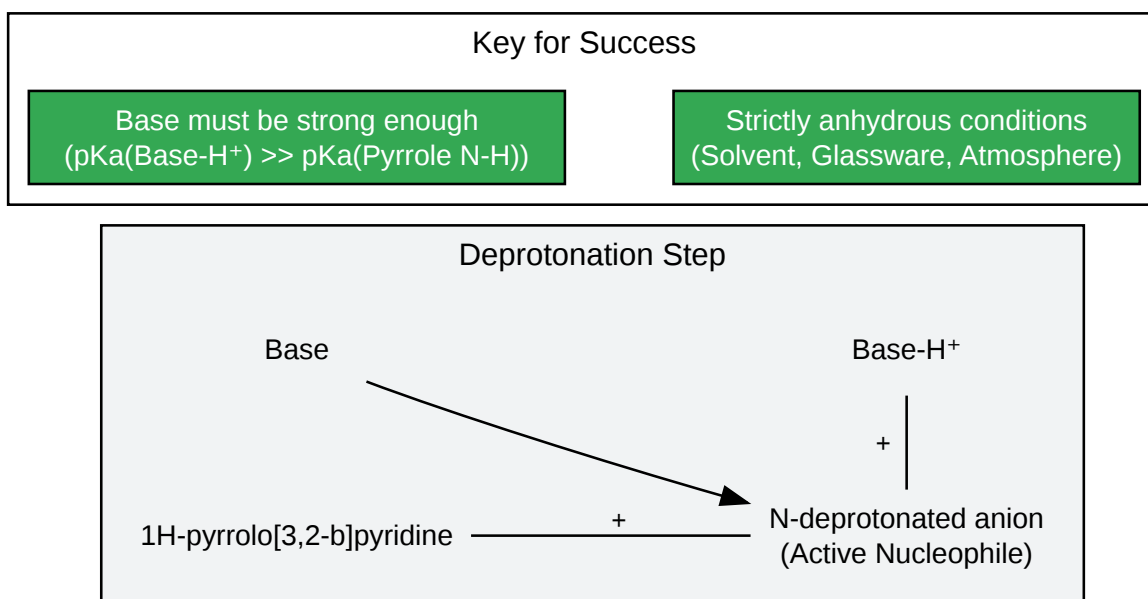 Key for Success
Base must be strong enough
(pKa(Base-H⁺) >> pKa(Pyrrole N-H))
Strictly anhydrous conditions
(Solvent, Glassware, Atmosphere)
Deprotonation Step
Base
Base-H⁺
+
1H-pyrrolo[3,2-b]pyridine
+
N-deprotonated anion
(Active Nucleophile)